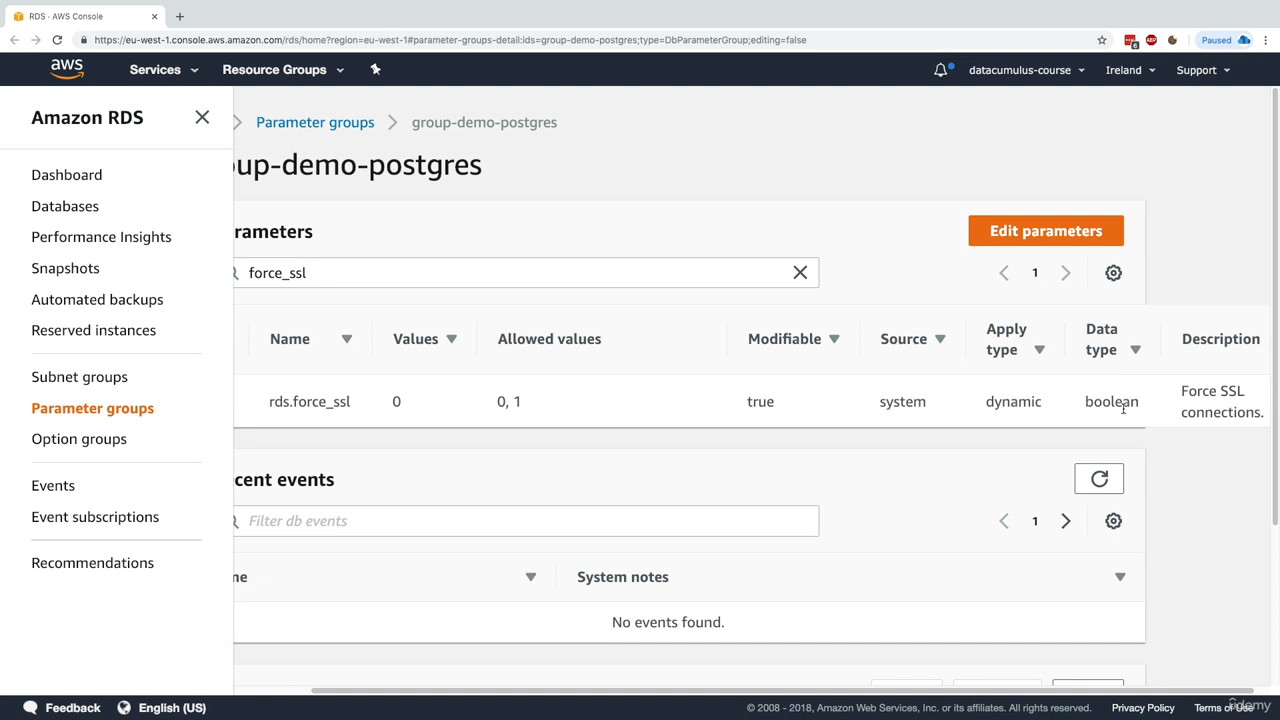 RDS · AWS Console
https://eu-west-1.console.aws.amazon.com/rds/home?region=eu-west-1#parameter-groups-detail:ids=group-demo-postgres;type=DbParameterGroup;editing=false
6
ABP
Paused
aws
Services
Resource Groups
datacumulus-course
Ireland
Support
Amazon RDS
Dashboard
Databases
Performance Insights
Snapshots
Automated backups
Reserved instances
Subnet groups
Parameter groups
Option groups
Events
Event subscriptions
Recommendations
Parameter groups
group-demo-postgres
oup-demo-postgres
rameters
Edit parameters
force_ssl
1
Name
Values
Allowed values
Modifiable
Source
Apply type
Data type
Description
rds.force_ssl
0
0, 1
true
system
dynamic
boolean
Force SSL connections.
cent events
Filter db events
1
ne
System notes
No events found.
Feedback
English (US)
© 2008 - 2018, Amazon Web Services, Inc. or its affiliates. All rights reserved.
Privacy Policy
Terms of Use
Udemy